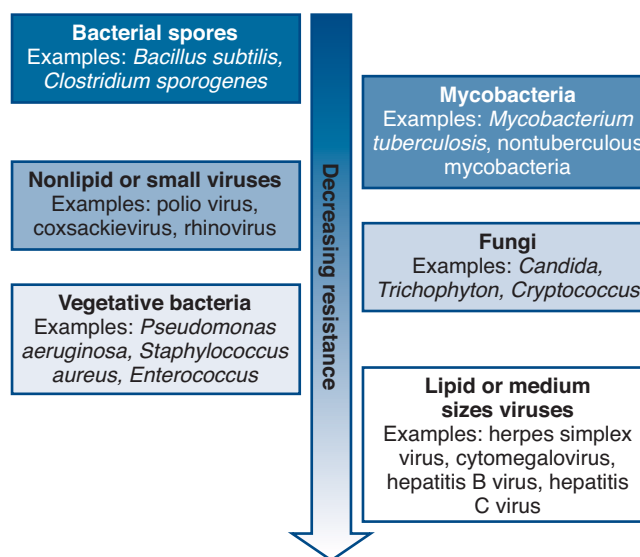 Bacterial spores
Examples: Bacillus subtilis,
Clostridium sporogenes
Mycobacteria
Examples: Mycobacterium
tuberculosis, nontuberculous
mycobacteria
Nonlipid or small viruses
Examples: polio virus,
coxsackievirus, rhinovirus
Decreasing resistance
Fungi
Examples: Candida,
Trichophyton, Cryptococcus
Vegetative bacteria
Examples: Pseudomonas
aeruginosa, Staphylococcus
aureus, Enterococcus
Lipid or medium
sizes viruses
Examples: herpes simplex
virus, cytomegalovirus,
hepatitis B virus, hepatitis
C virus